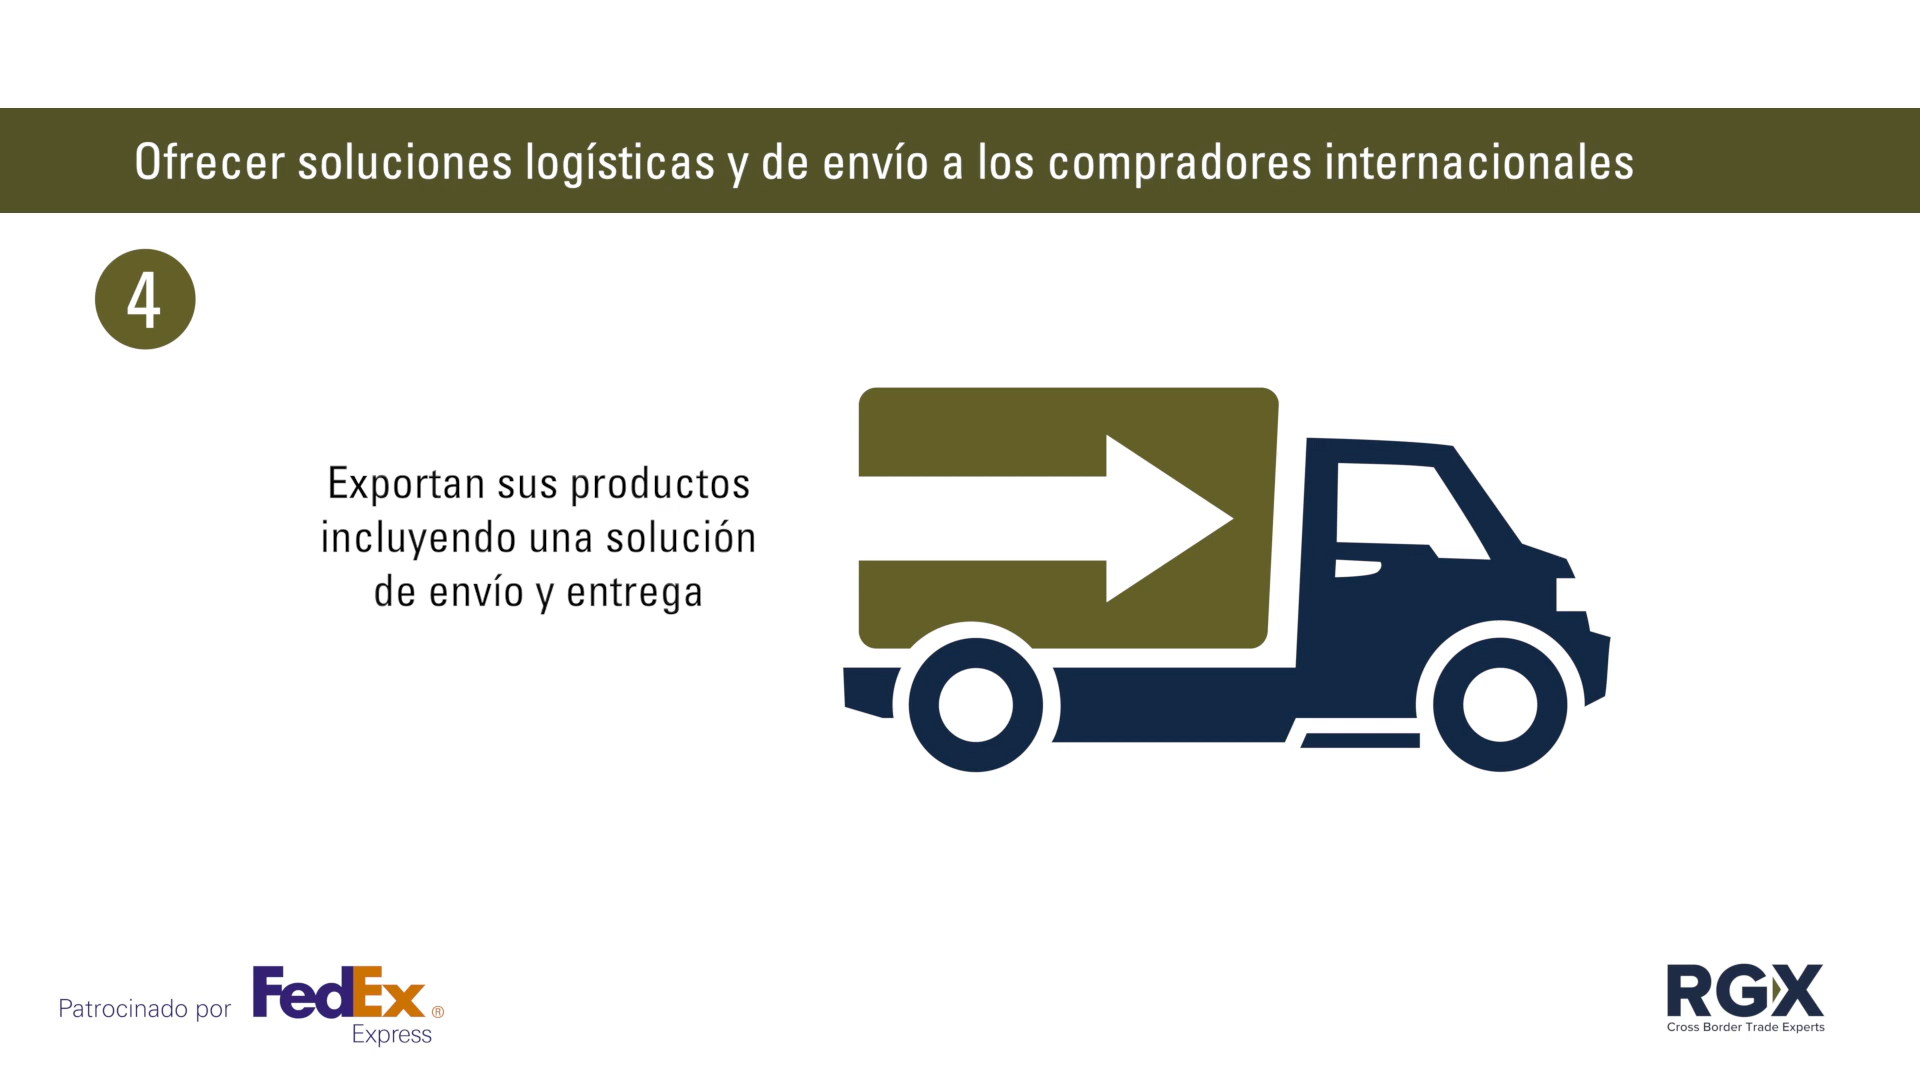 Ofrecer soluciones logísticas y de envío a los compradores internacionales
4
Exportan sus productos
incluyendo una solución
de envío y entrega
Patrocinado por
FedEx®
Express
RGX
Cross Border Trade Experts